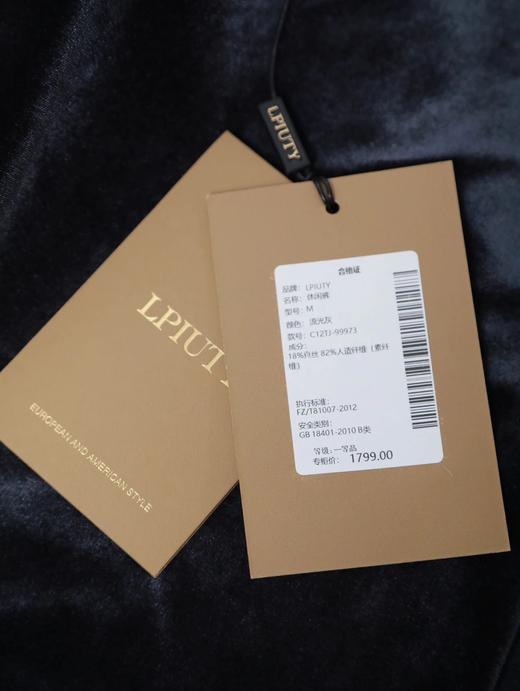 LPIUTY
LPIUTY
EUROPEAN AND AMERICAN STYLE
合格证
品牌: LPIUTY
名称: 休闲裤
型号: M
颜色: 流光灰
款号: C12TJ-99973
成分:
18%点丝 82%人造纤维 (素纤
维)
执行标准:
FZ/T81007-2012
安全类别:
GB 18401-2010 B类
等级: 一等品
专柜价: 1799.00